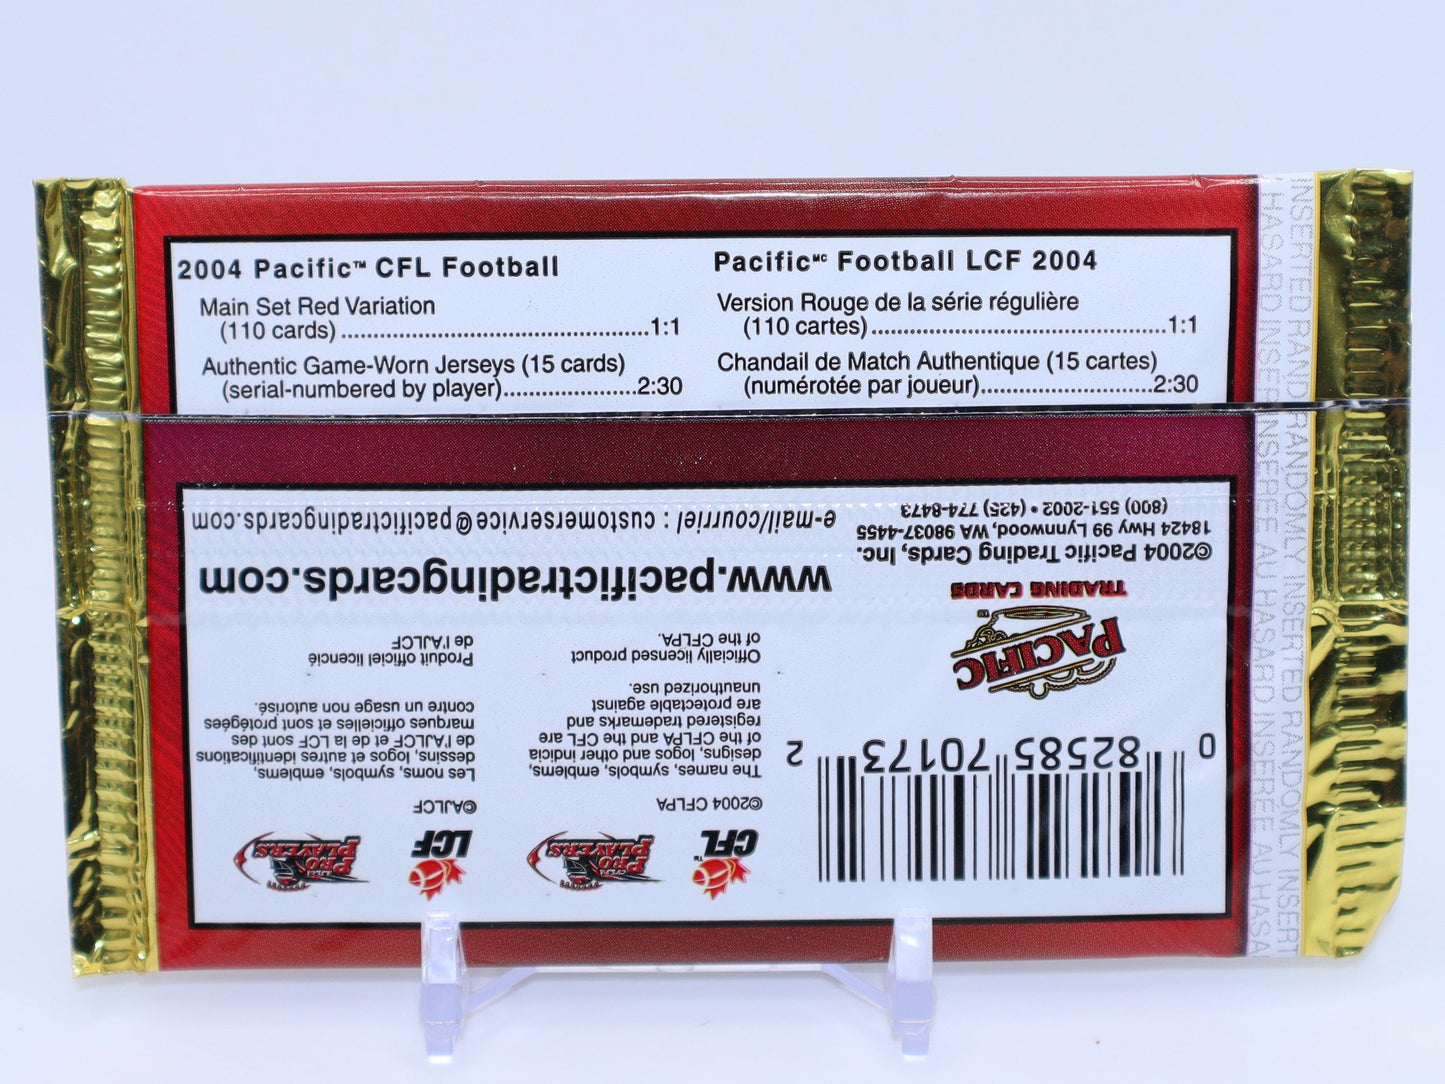 2004 Pacific™ CFL Football
Main Set Red Variation
(110 cards).....................................1:1
Authentic Game-Worn Jerseys (15 cards)
(serial-numbered by player)......................2:30
Pacific MC Football LCF 2004
Version Rouge de la série régulière
(110 cartes).....................................1:1
Chandail de Match Authentique (15 cartes)
(numérotée par joueur)..........................2:30
INSERTED RANDOMLY INSERTED RANDOMLY INSERT
HASARD INSERE AU HASARD INSERE AU HASA
0 82585 70173 2
PACIFIC
TRADING CARDS
©2004 Pacific Trading Cards, Inc.
18424 Hwy 99 Lynnwood, WA 98037-4455
(800) 551-2002 • (425) 774-8473
CFL™
PRO
PLAYERS
©2004 CFLPA
The names, symbols, emblems,
designs, logos and other indicia
of the CFLPA and the CFL are
registered trademarks and
are protectable against
unauthorized use.
Officially licensed product
of the CFLPA.
LCF
PRO
PLAYERS
©AJLCF
Les noms, symbols, emblems,
dessins, logos et autres identifications
de l'AJLCF et de la LCF sont des
marques officielles et sont protégées
contre un usage non autorisé.
Produit officiel licencié
de l'AJLCF
www.pacifictradingcards.com
e-mail/courriel : customerservice@pacifictradingcards.com